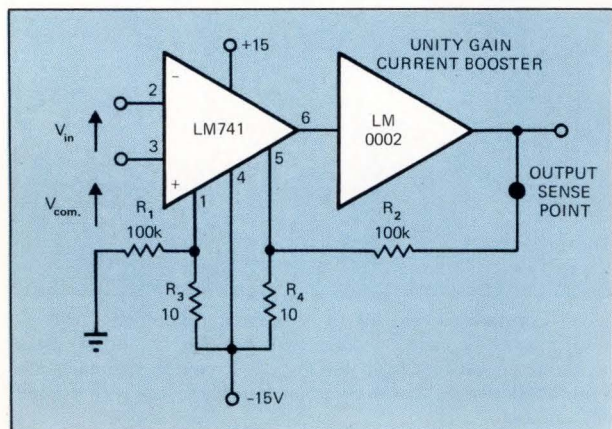 +15
UNITY GAIN
CURRENT BOOSTER
2
−
V_in
LM741
6
LM
0002
3
+
5
1
4
V_com.
R_1
100k
R_2
100k
OUTPUT
SENSE
POINT
R_3
10
R_4
10
-15V